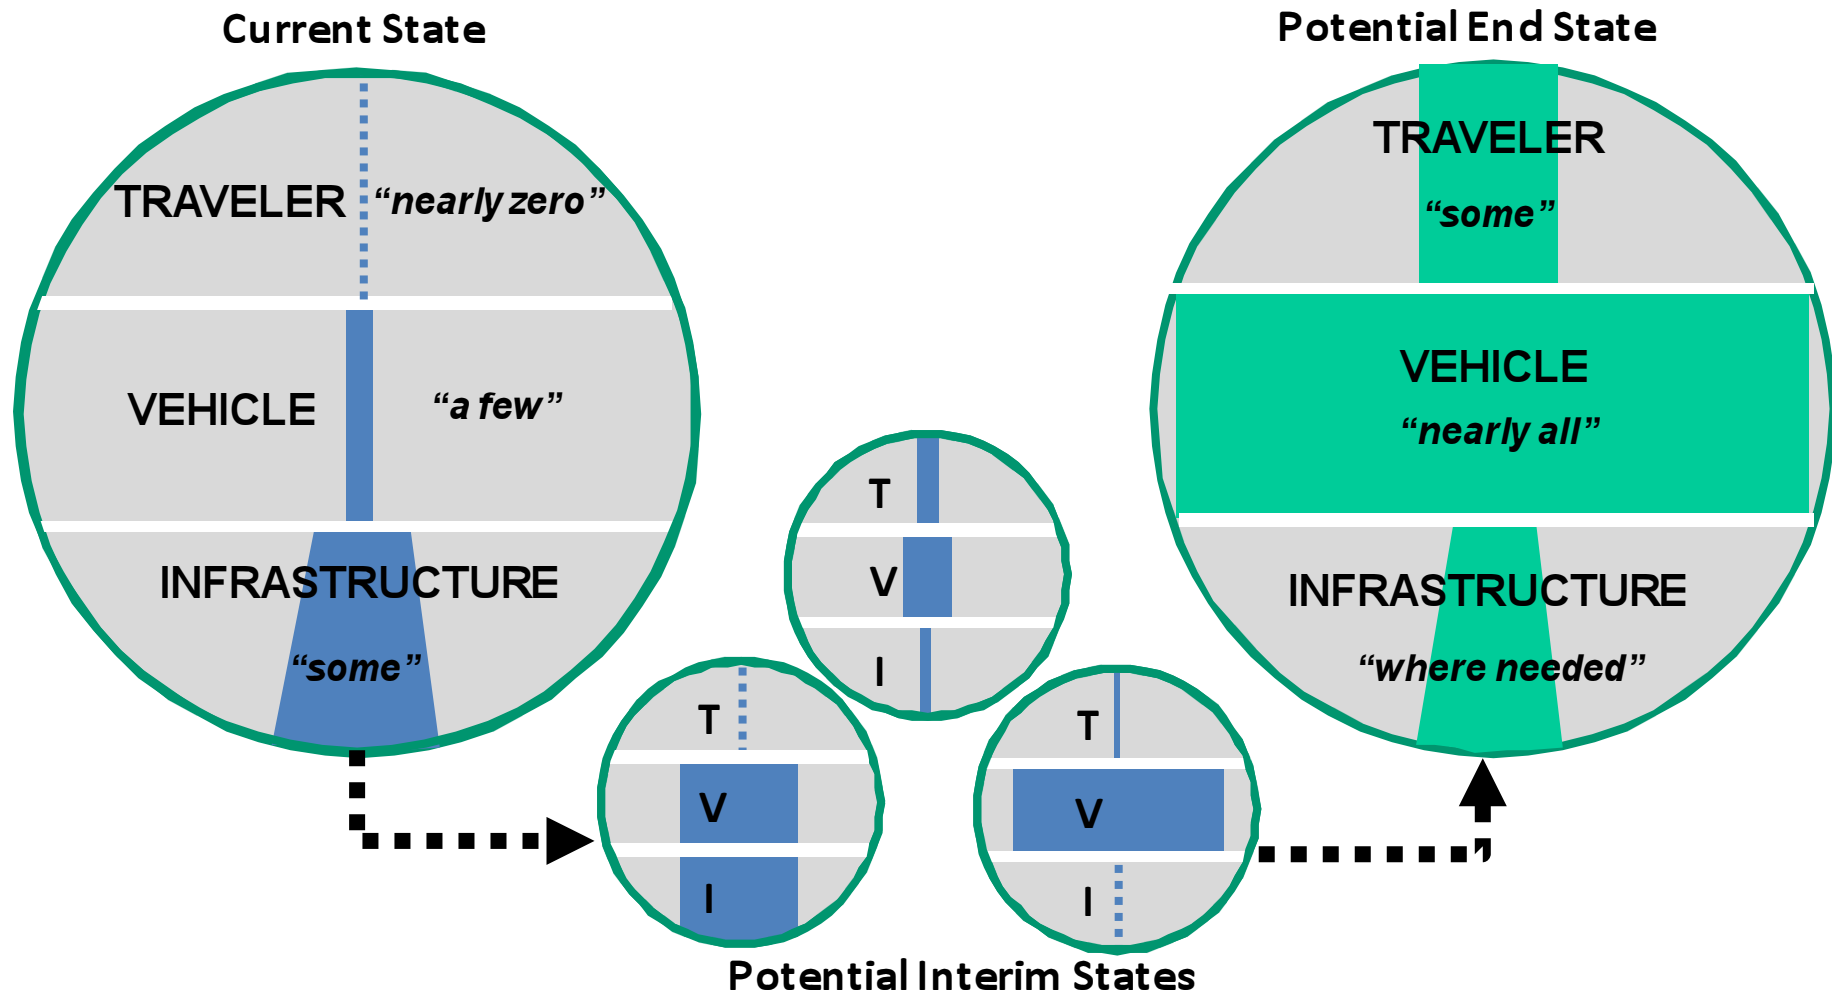 Current State
TRAVELER “nearly zero”
VEHICLE “a few”
INFRASTRUCTURE
“some”
T
V
I
T
V
I
T
V
I
Potential Interim States
Potential End State
TRAVELER
“some”
VEHICLE
“nearly all”
INFRASTRUCTURE
“where needed”